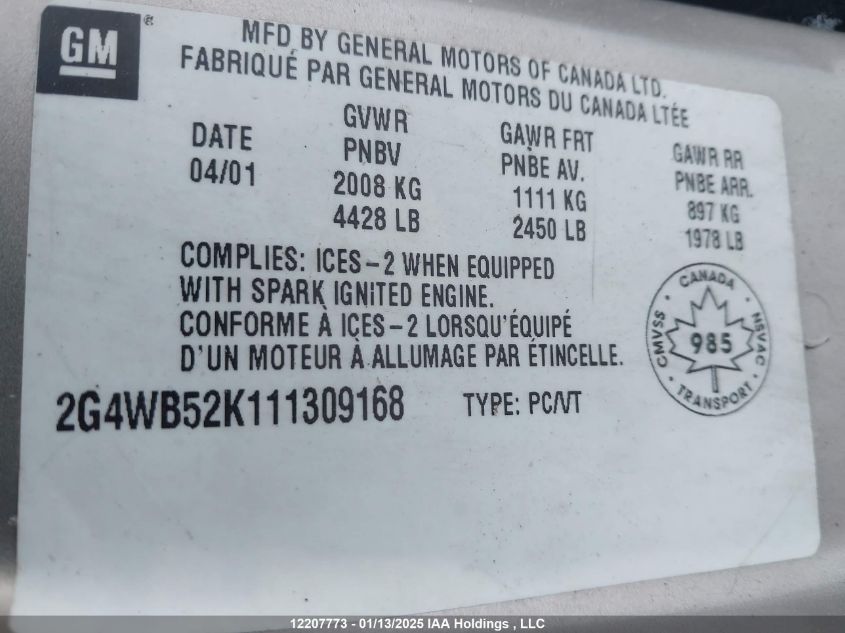 GM®
MFD BY GENERAL MOTORS OF CANADA LTD.
FABRIQUÉ PAR GENERAL MOTORS DU CANADA LTÉE
DATE
04/01
GVWR
PNBV
2008 KG
4428 LB
GAWR FRT
PNBE AV.
1111 KG
2450 LB
GAWR RR
PNBE ARR.
897 KG
1978 LB
COMPLIES: ICES-2 WHEN EQUIPPED
WITH SPARK IGNITED ENGINE.
CONFORME À ICES-2 LORSQU'ÉQUIPÉ
D'UN MOTEUR À ALLUMAGE PAR ÉTINCELLE.
CANADA
CMVSS
985
NSVAC
TRANSPORT
2G4WB52K111309168 TYPE: PC/VT
12207773 - 01/13/2025 IAA Holdings , LLC